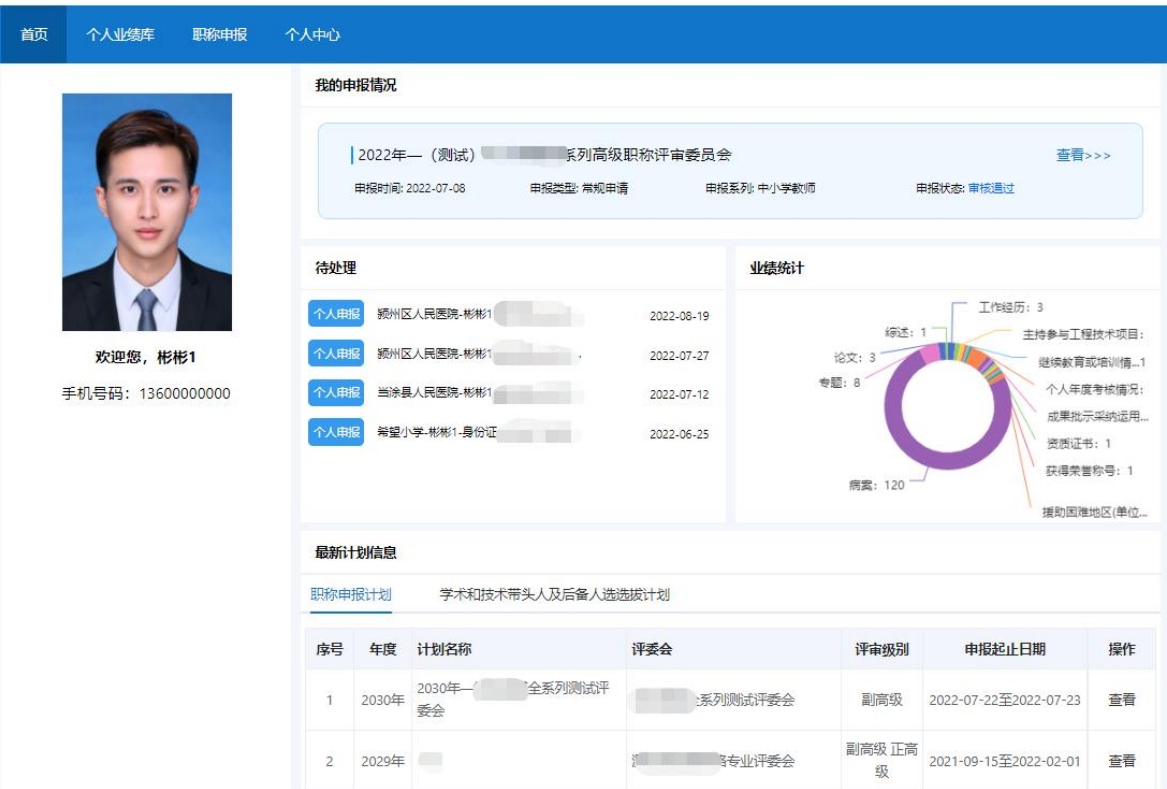 首页 个人业绩库 职称申报 个人中心
欢迎您，彬彬1
手机号码：13600000000
我的申报情况
2022年—（测试） 系列高级职称评审委员会 查看>>>
申报时间: 2022-07-08 申报类型: 常规申请 申报系列: 中小学教师 申报状态: 审核通过
待处理
个人申报 颍州区人民医院-彬彬1 2022-08-19
个人申报 颍州区人民医院-彬彬1 2022-07-27
个人申报 当涂县人民医院-彬彬1 2022-07-12
个人申报 希望小学-彬彬1-身份证 2022-06-25
业绩统计
工作经历：3
综述：1
主持参与工程技术项目：
论文：3
继续教育或培训情...1
专题：8
个人年度考核情况：
成果批示采纳运用...
资质证书：1
获得荣誉称号：1
病案：120
援助困难地区(单位...
最新计划信息
职称申报计划 学术和技术带头人及后备人选选拔计划
序号 年度 计划名称 评委会 评审级别 申报起止日期 操作
1 2030年 2030年— 全系列测试评
委会 全系列测试评委会 副高级 2022-07-22至2022-07-23 查看
2 2029年 专业评委会 副高级 正高
级 2021-09-15至2022-02-01 查看